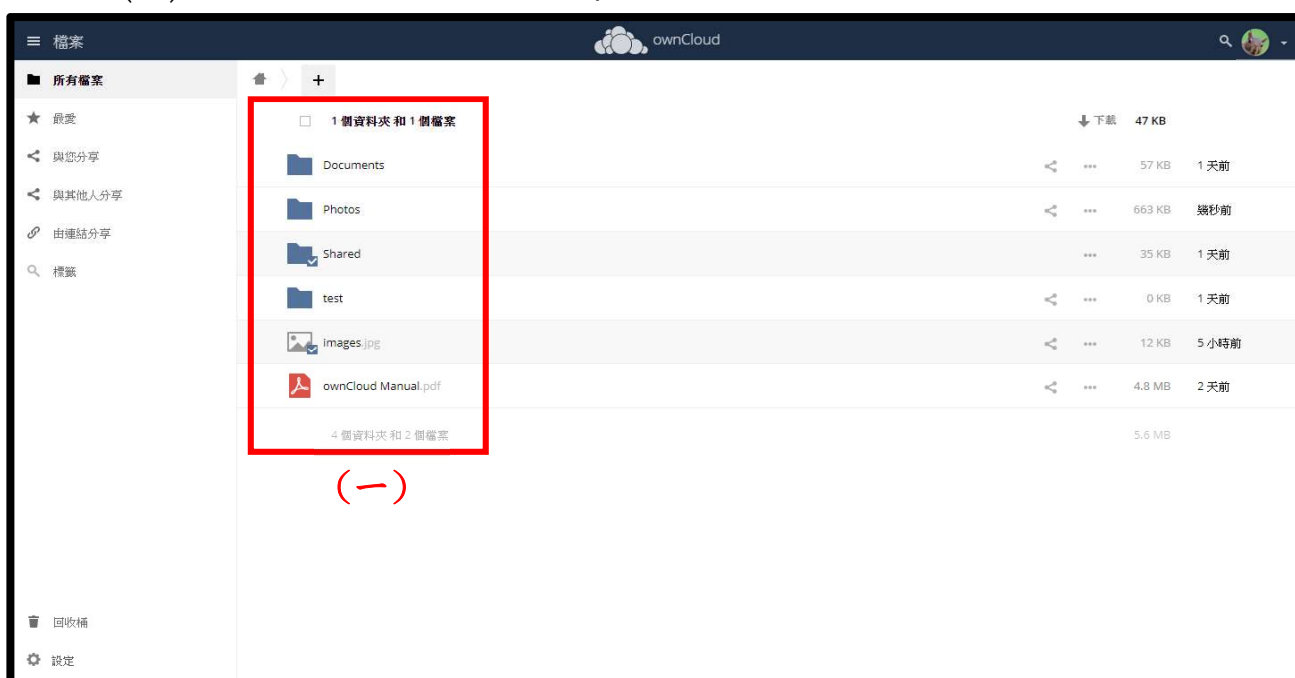 檔案 ownCloud
所有檔案
最愛
與您分享
與其他人分享
由連結分享
標籤
回收桶
設定
+
1 個資料夾 和 1 個檔案 下載 47 KB
Documents 57 KB 1 天前
Photos 663 KB 幾秒前
Shared 35 KB 1 天前
test 0 KB 1 天前
images.jpg 12 KB 5 小時前
ownCloud Manual.pdf 4.8 MB 2 天前
4 個資料夾 和 2 個檔案 5.6 MB
(一)